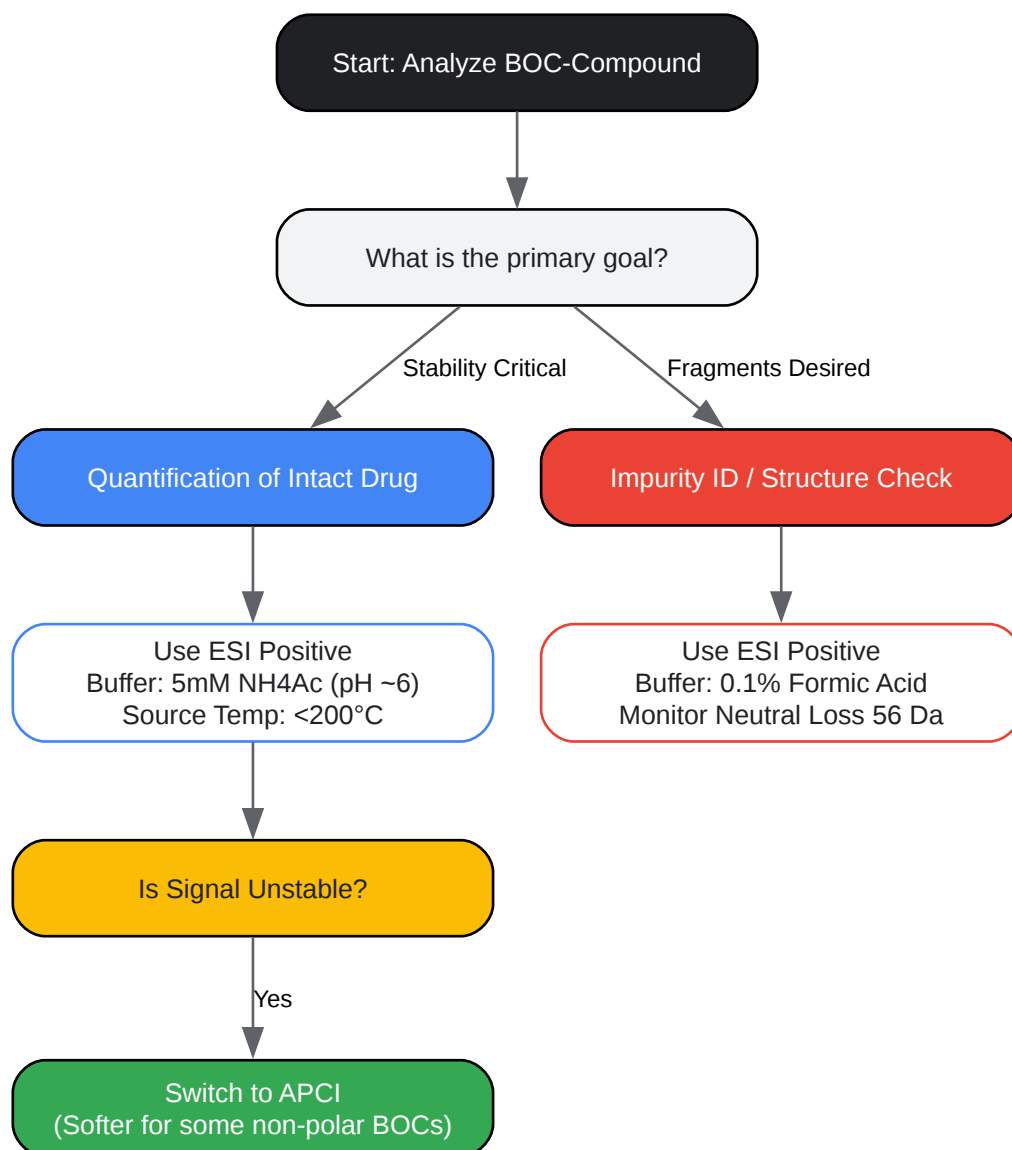 Start: Analyze BOC-Compound
What is the primary goal?
Stability Critical
Fragments Desired
Quantification of Intact Drug
Impurity ID / Structure Check
Use ESI Positive
Buffer: 5mM NH4Ac (pH ~6)
Source Temp: <200°C
Use ESI Positive
Buffer: 0.1% Formic Acid
Monitor Neutral Loss 56 Da
Is Signal Unstable?
Yes
Switch to APCI
(Softer for some non-polar BOCs)